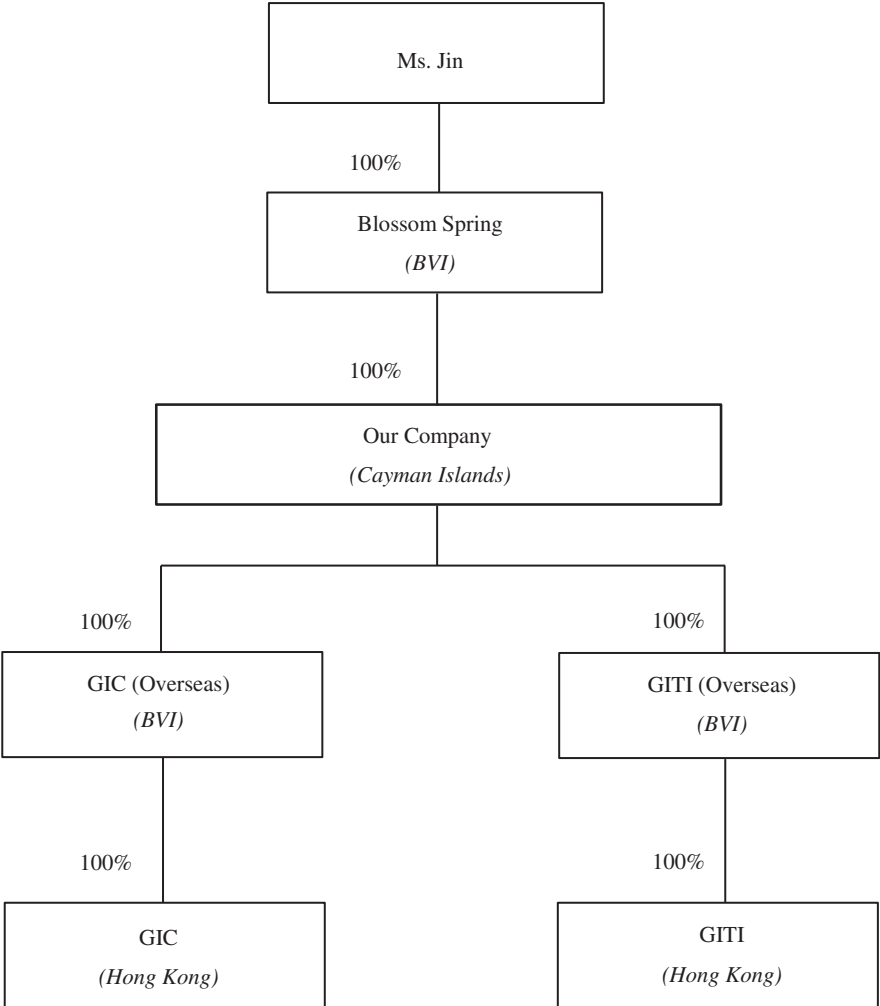 Ms. Jin
100%
Blossom Spring
(BVI)
100%
Our Company
(Cayman Islands)
100%
100%
GIC (Overseas)
(BVI)
GITI (Overseas)
(BVI)
100%
100%
GIC
(Hong Kong)
GITI
(Hong Kong)